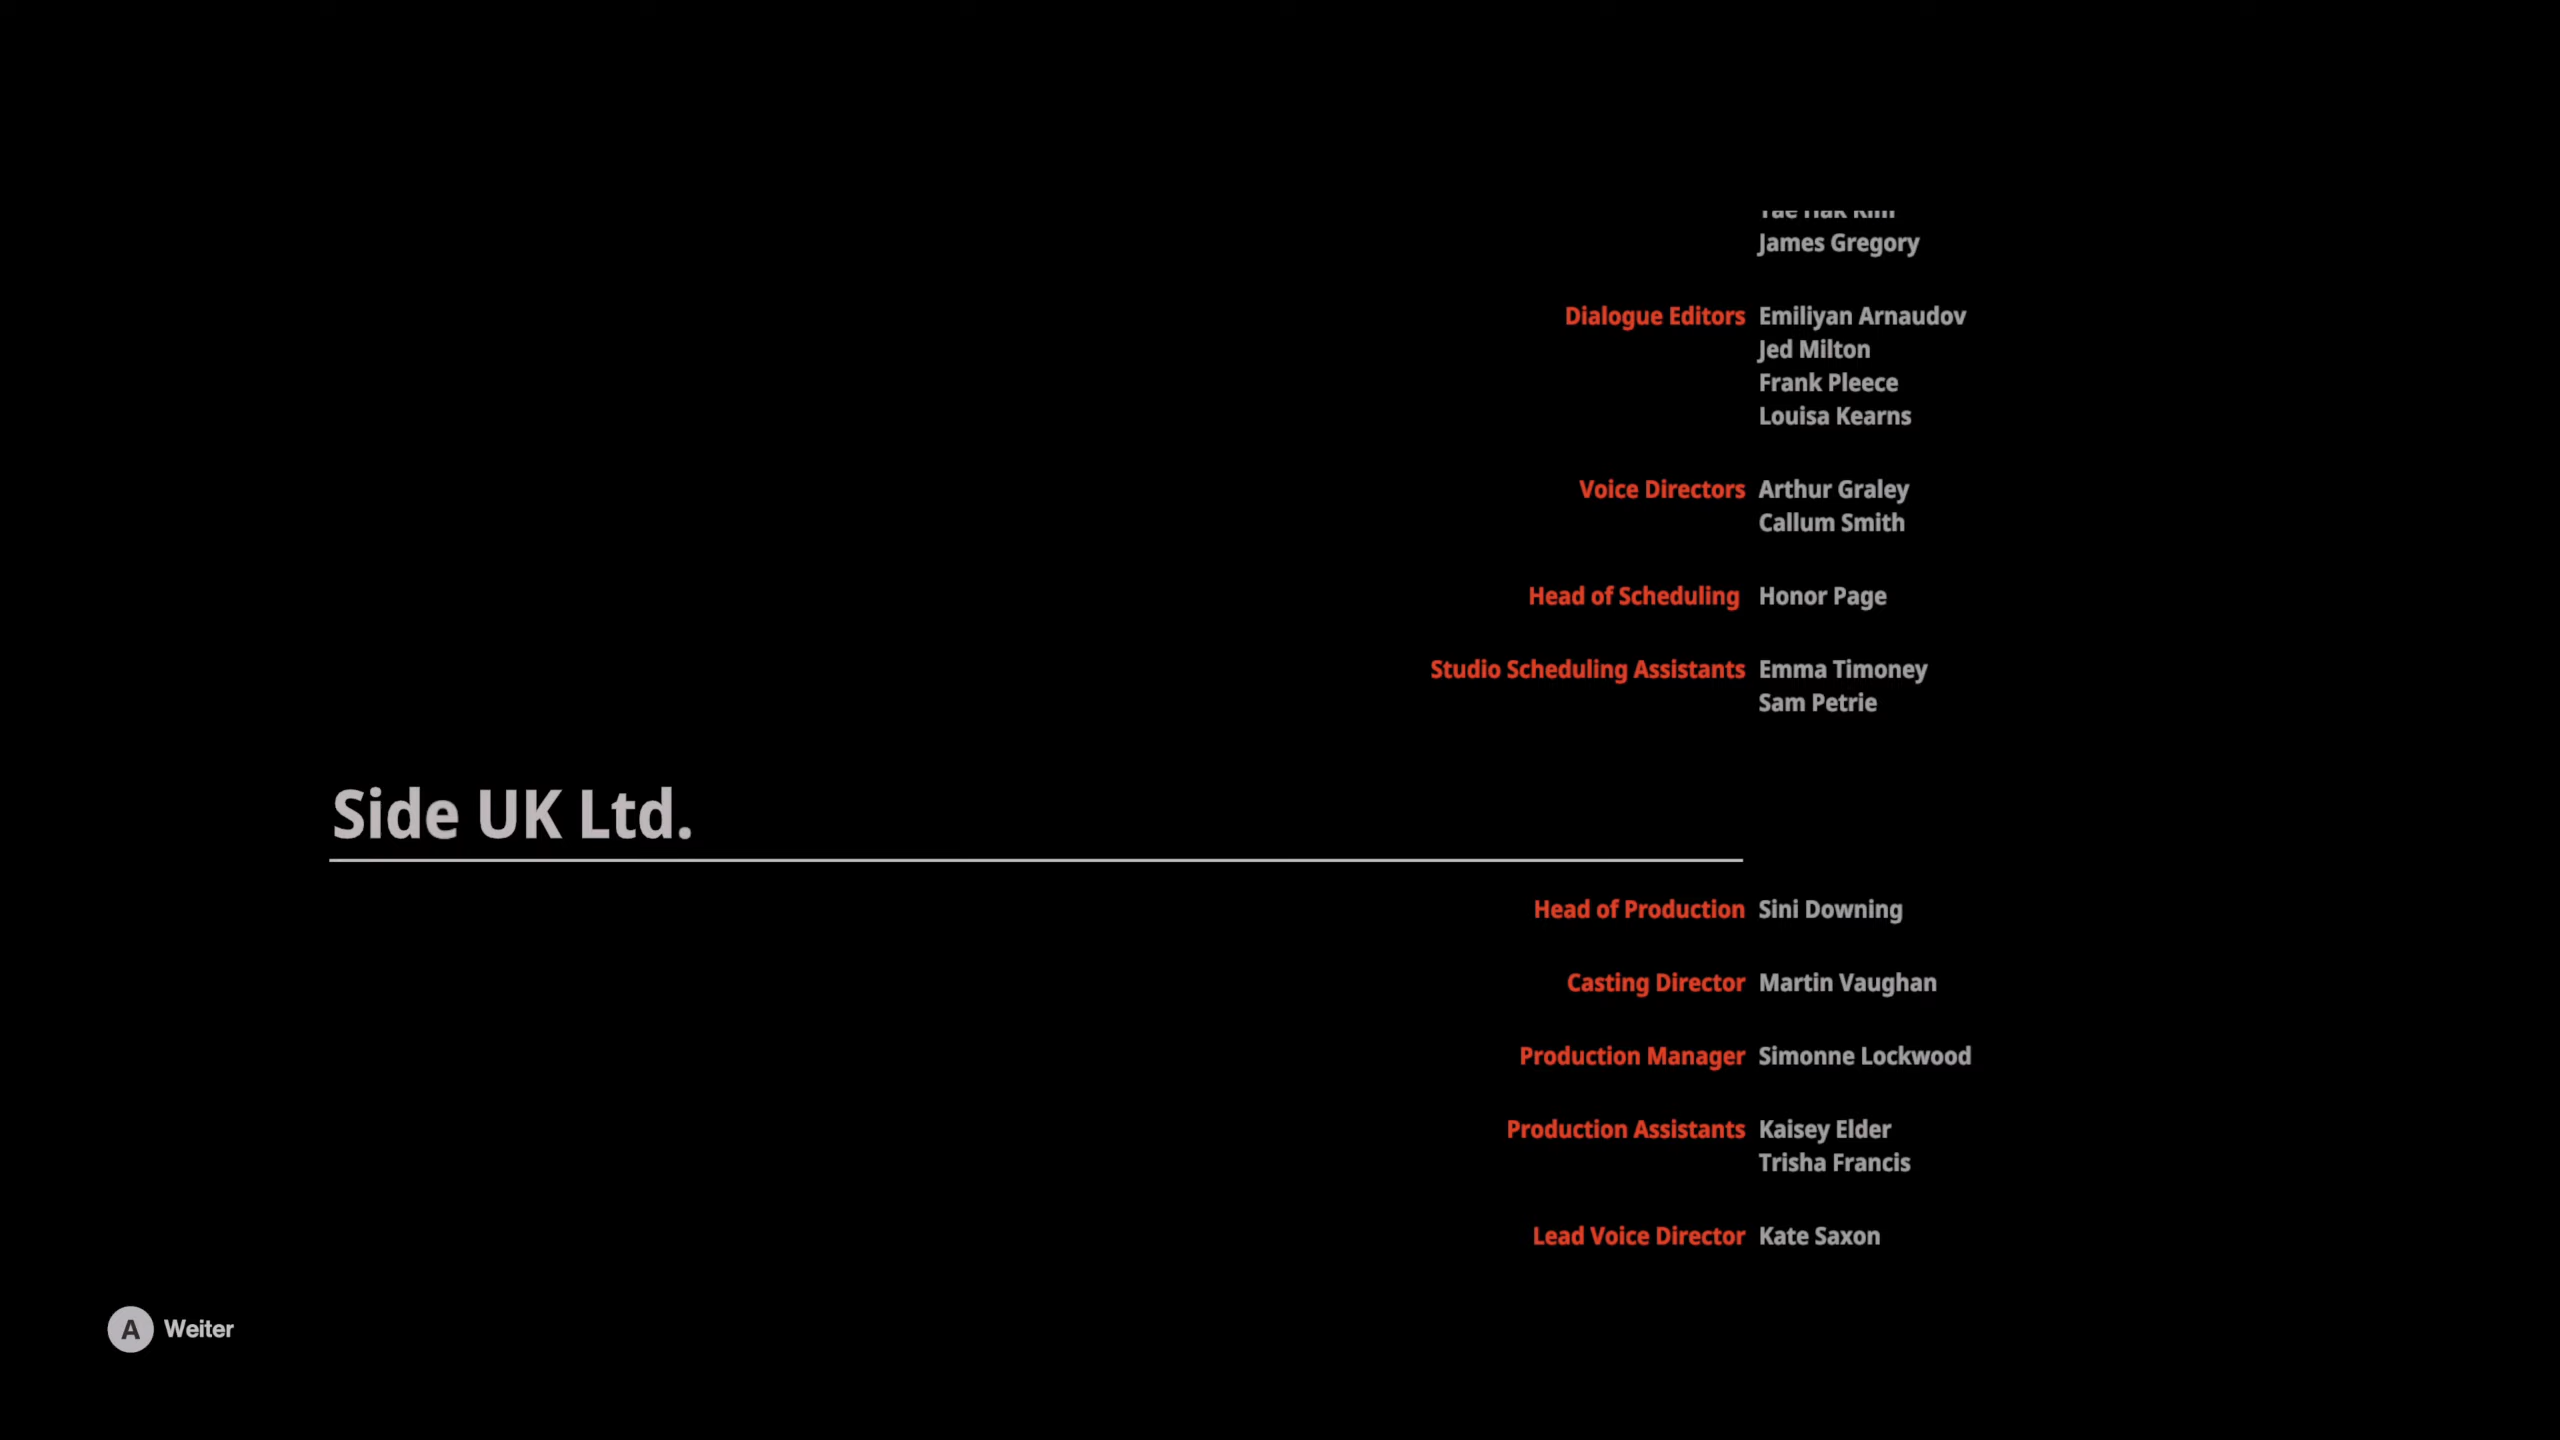 James Gregory
Dialogue Editors Emiliyan Arnaudov
Jed Milton
Frank Pleece
Louisa Kearns
Voice Directors Arthur Graley
Callum Smith
Head of Scheduling Honor Page
Studio Scheduling Assistants Emma Timoney
Sam Petrie
Side UK Ltd.
Head of Production Sini Downing
Casting Director Martin Vaughan
Production Manager Simonne Lockwood
Production Assistants Kaisey Elder
Trisha Francis
Lead Voice Director Kate Saxon
A Weiter